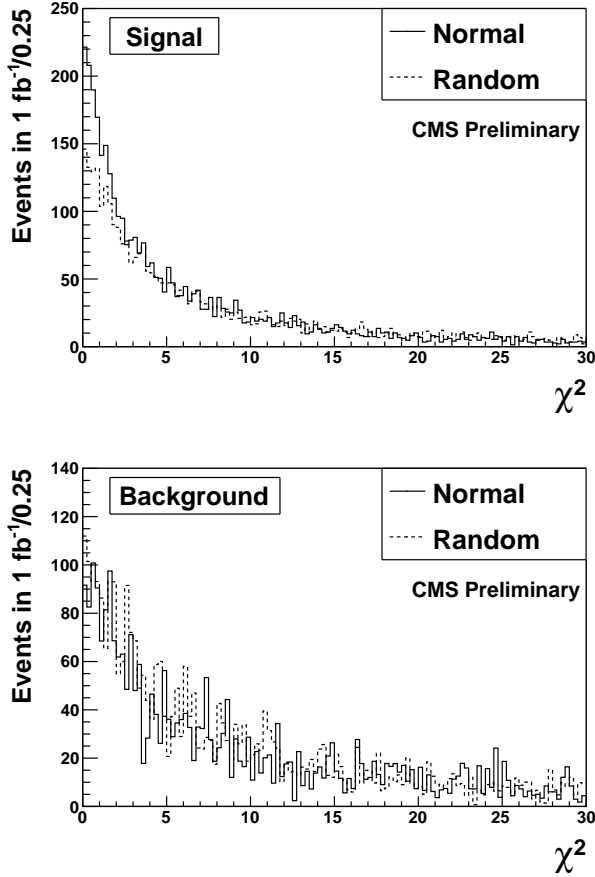 Signal
Normal
Random
CMS Preliminary
Events in 1 fb⁻¹/0.25
250
200
150
100
50
0
0 5 10 15 20 25 30
χ²
Background
Normal
Random
CMS Preliminary
Events in 1 fb⁻¹/0.25
140
120
100
80
60
40
20
0
0 5 10 15 20 25 30
χ²